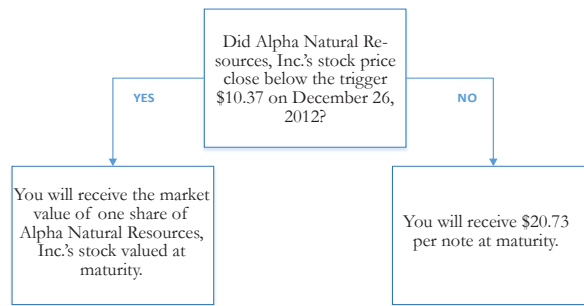 Did Alpha Natural Re-
sources, Inc.'s stock price
close below the trigger
$10.37 on December 26,
2012?
YES
NO
You will receive the market
value of one share of
Alpha Natural Resources,
Inc.'s stock valued at
maturity.
You will receive $20.73
per note at maturity.